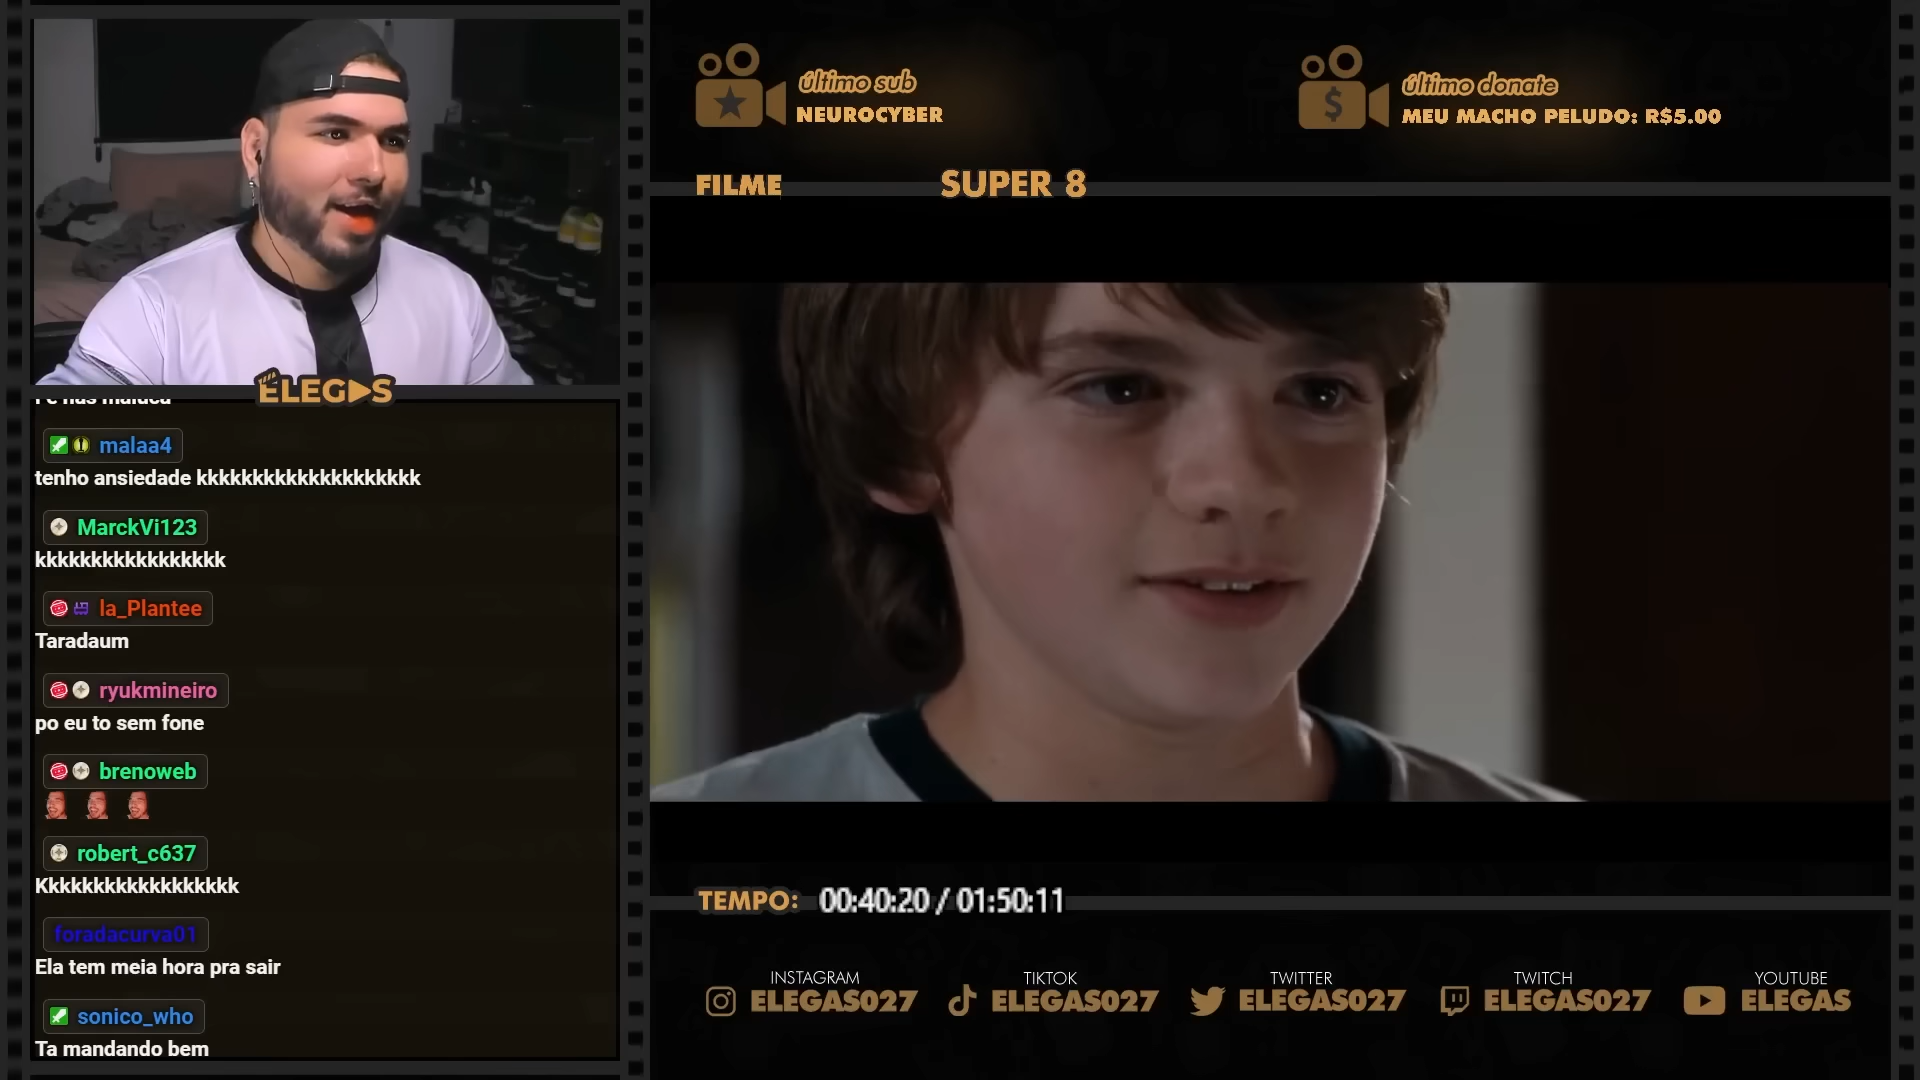 último sub
NEUROCYBER
último donate
MEU MACHO PELUDO: R$5.00
FILME
SUPER 8
ELEGAS
malaa4
tenho ansiedade kkkkkkkkkkkkkkkkkkkk
MarckVi123
kkkkkkkkkkkkkkkkk
la_Plantee
Taradaum
ryukmineiro
po eu to sem fone
brenoweb
robert_c637
Kkkkkkkkkkkkkkkkkk
foradacurva01
Ela tem meia hora pra sair
sonico_who
Ta mandando bem
TEMPO: 00:40:20 / 01:50:11
INSTAGRAM
ELEGAS027
TIKTOK
ELEGAS027
TWITTER
ELEGAS027
TWITCH
ELEGAS027
YOUTUBE
ELEGAS